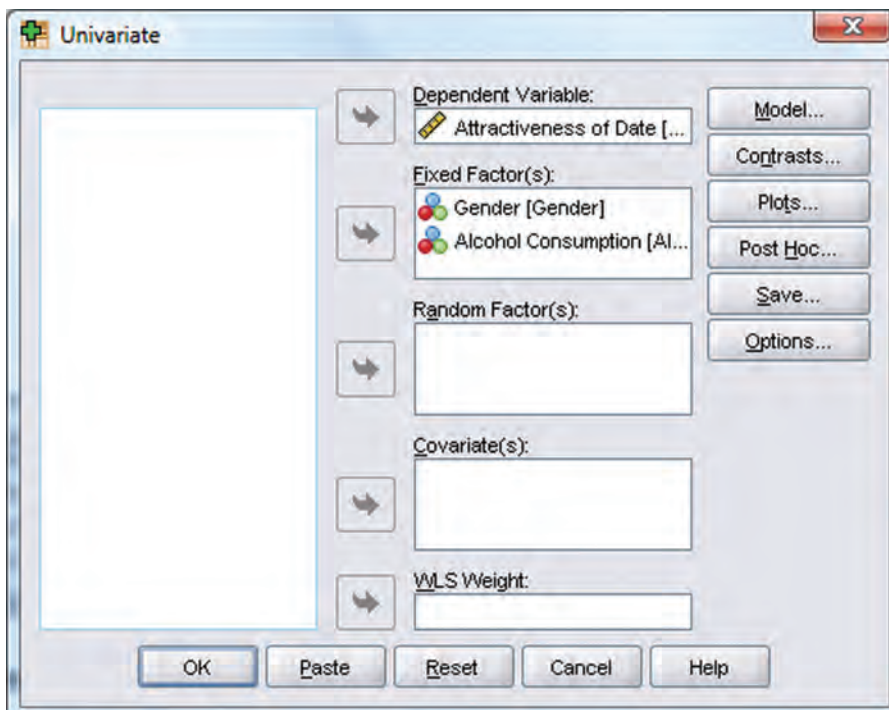 Univariate
Dependent Variable:
Attractiveness of Date [...
Fixed Factor(s):
Gender [Gender]
Alcohol Consumption [Al...
Random Factor(s):
Covariate(s):
WLS Weight:
Model...
Contrasts...
Plots...
Post Hoc...
Save...
Options...
OK
Paste
Reset
Cancel
Help